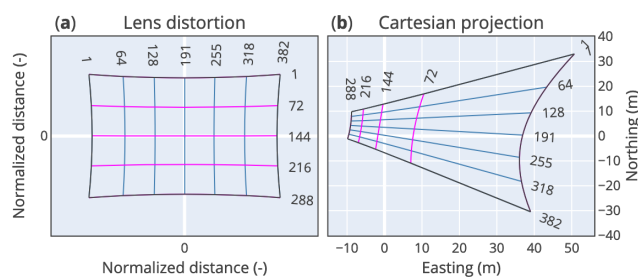 (a) Lens distortion
1 64 128 191 255 318 382
1
72
144
216
288
0
0
Normalized distance (-)
Normalized distance (-)
(b) Cartesian projection
288 216 144 72 1
64
128
191
255
318
382
40
30
20
10
0
−10
−20
−30
−40
Northing (m)
−10 0 10 20 30 40 50
Easting (m)